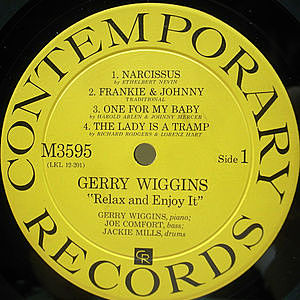 CONTEMPORARY
1. NARCISSUS
by ETHELBERT NEVIN
2. FRANKIE & JOHNNY
TRADITIONAL
3. ONE FOR MY BABY
by HAROLD ARLEN & JOHNNY MERCER
4. THE LADY IS A TRAMP
by RICHARD RODGERS & LORENZ HART
M3595
(LKL 12-201)
Side 1
GERRY WIGGINS
"Relax and Enjoy It"
GERRY WIGGINS, piano;
JOE COMFORT, bass;
JACKIE MILLS, drums
CR
RECORDS